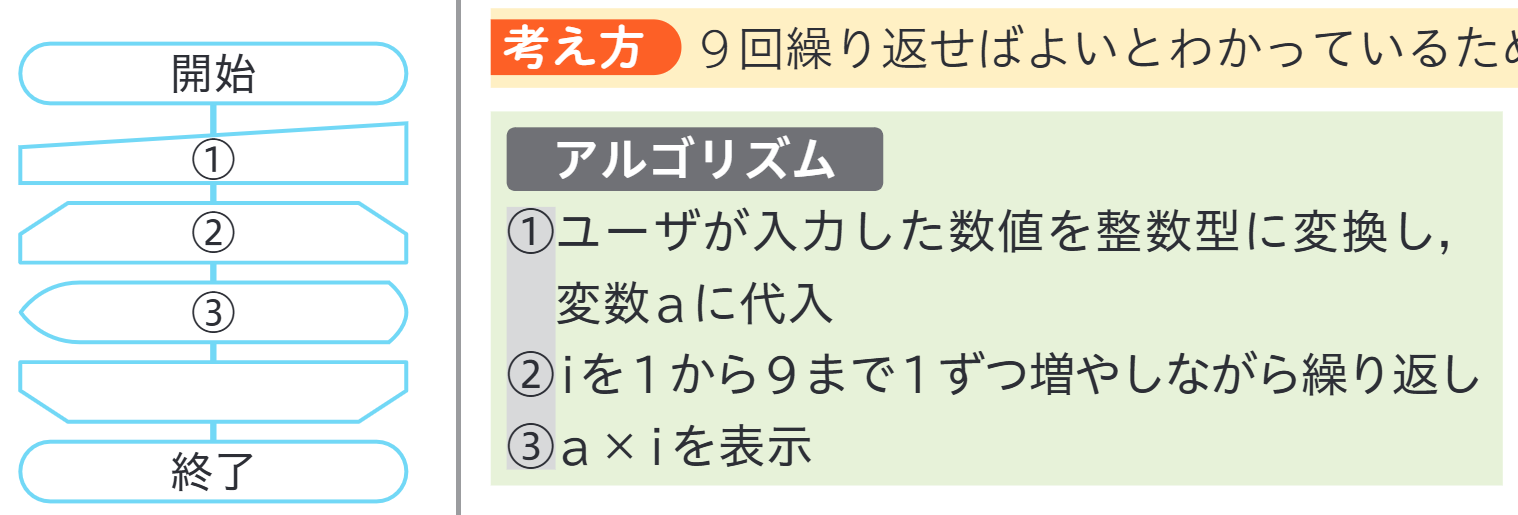 開始
①
②
③
終了
考え方 9回繰り返せばよいとわかっているため
アルゴリズム
①ユーザが入力した数値を整数型に変換し,
変数aに代入
②iを1から9まで1ずつ増やしながら繰り返し
③a×iを表示